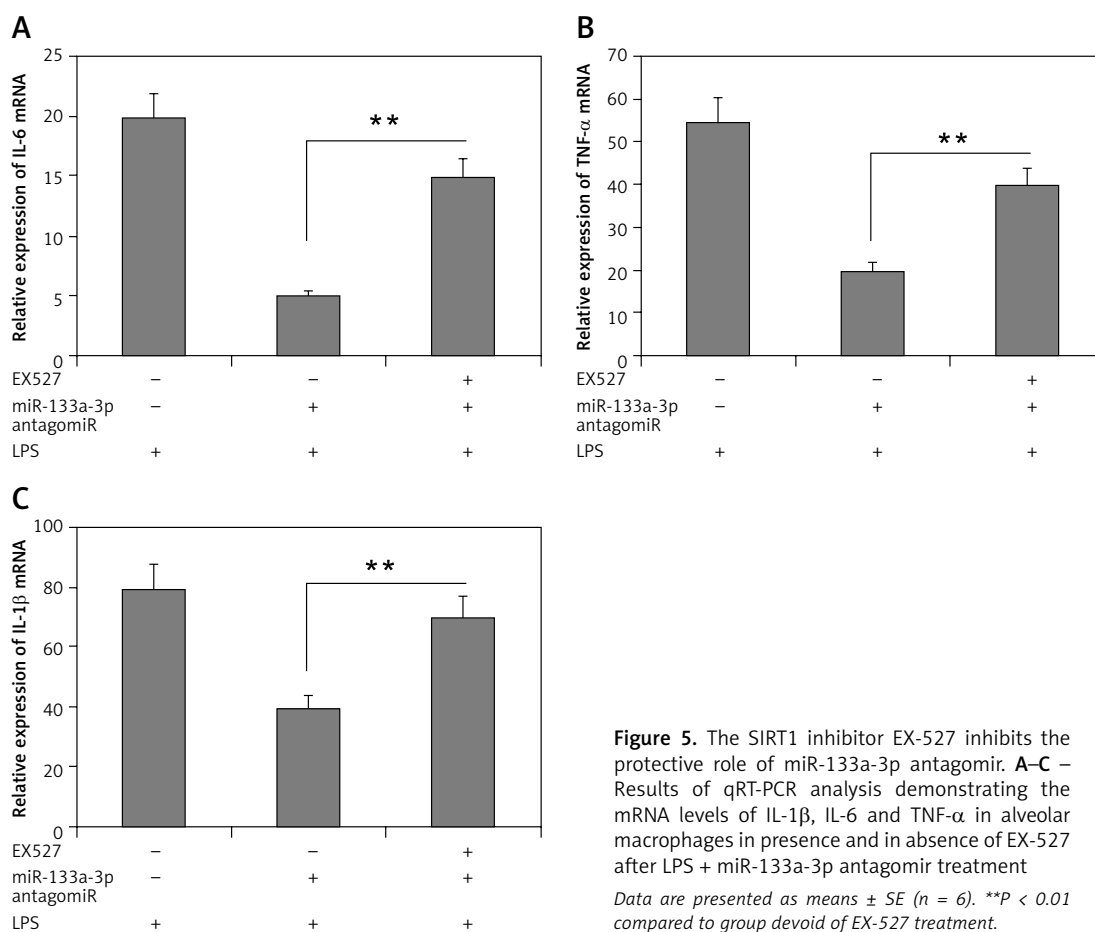 A
Relative expression of IL-6 mRNA
25
20
15
10
5
0
**
EX527 – – +
miR-133a-3p – + +
antagomiR
LPS + + +
B
Relative expression of TNF-α mRNA
70
60
50
40
30
20
10
0
**
EX527 – – +
miR-133a-3p – + +
antagomiR
LPS + + +
C
Relative expression of IL-1β mRNA
100
80
60
40
20
0
**
EX527 – – +
miR-133a-3p – + +
antagomiR
LPS + + +
Figure 5. The SIRT1 inhibitor EX-527 inhibits the
protective role of miR-133a-3p antagomir. A–C –
Results of qRT-PCR analysis demonstrating the
mRNA levels of IL-1β, IL-6 and TNF-α in alveolar
macrophages in presence and in absence of EX-527
after LPS + miR-133a-3p antagomir treatment
Data are presented as means ± SE (n = 6). **P < 0.01
compared to group devoid of EX-527 treatment.